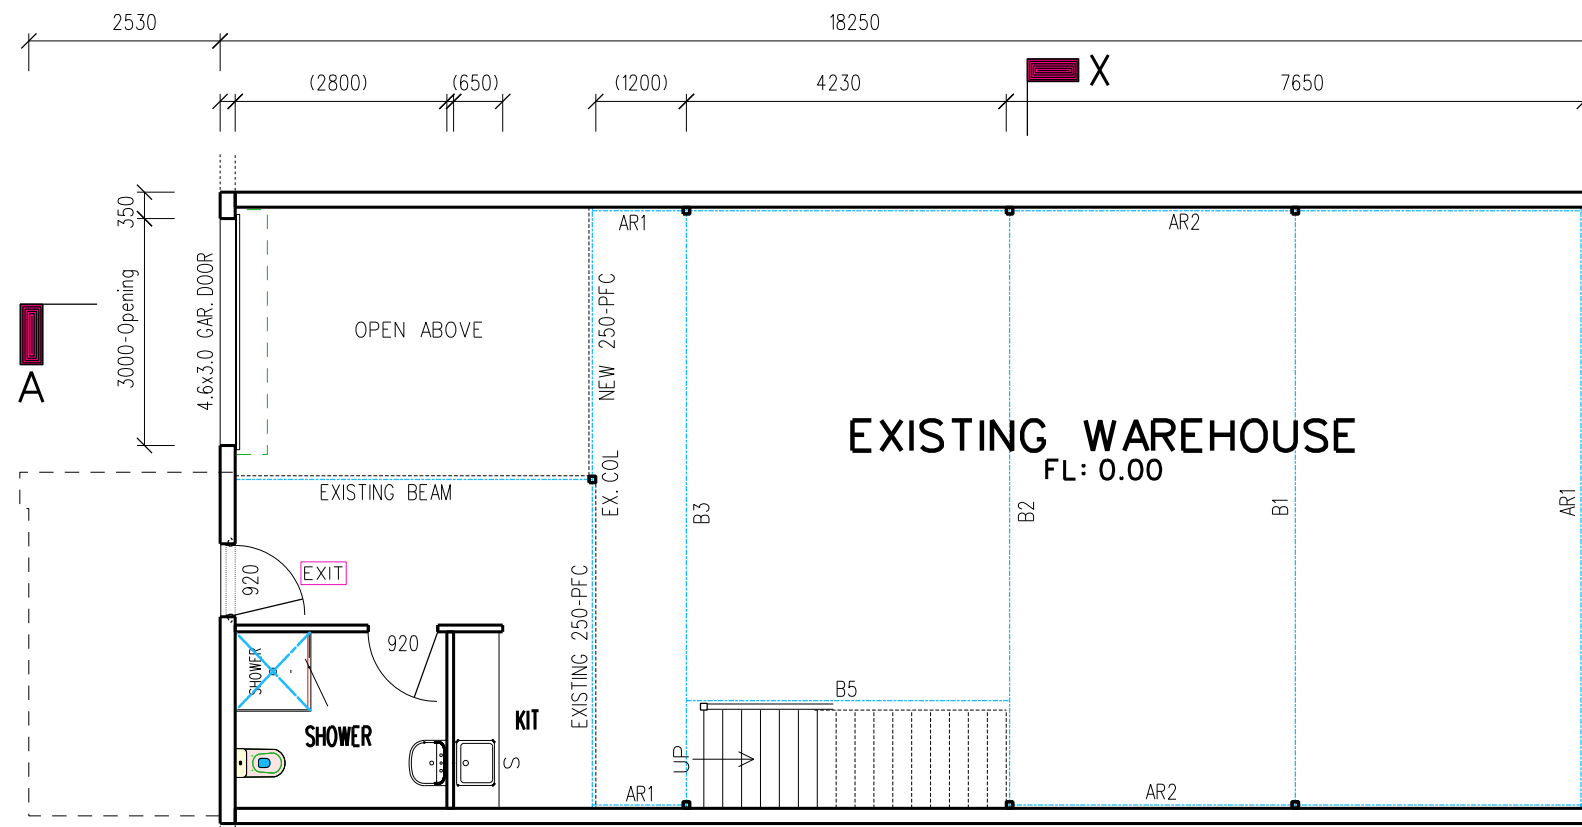 2530
18250
(2800)
(650)
(1200)
4230
X
7650
350
3000-Opening
4.6x3.0 GAR. DOOR
A
AR1
AR2
OPEN ABOVE
NEW 250-PFC
EXISTING WAREHOUSE
FL: 0.00
EX. COL
EXISTING BEAM
B3
B2
B1
AR1
920
EXIT
EXISTING 250-PFC
920
SHOWER
B5
KIT
SHOWER
S
UP
AR1
AR2